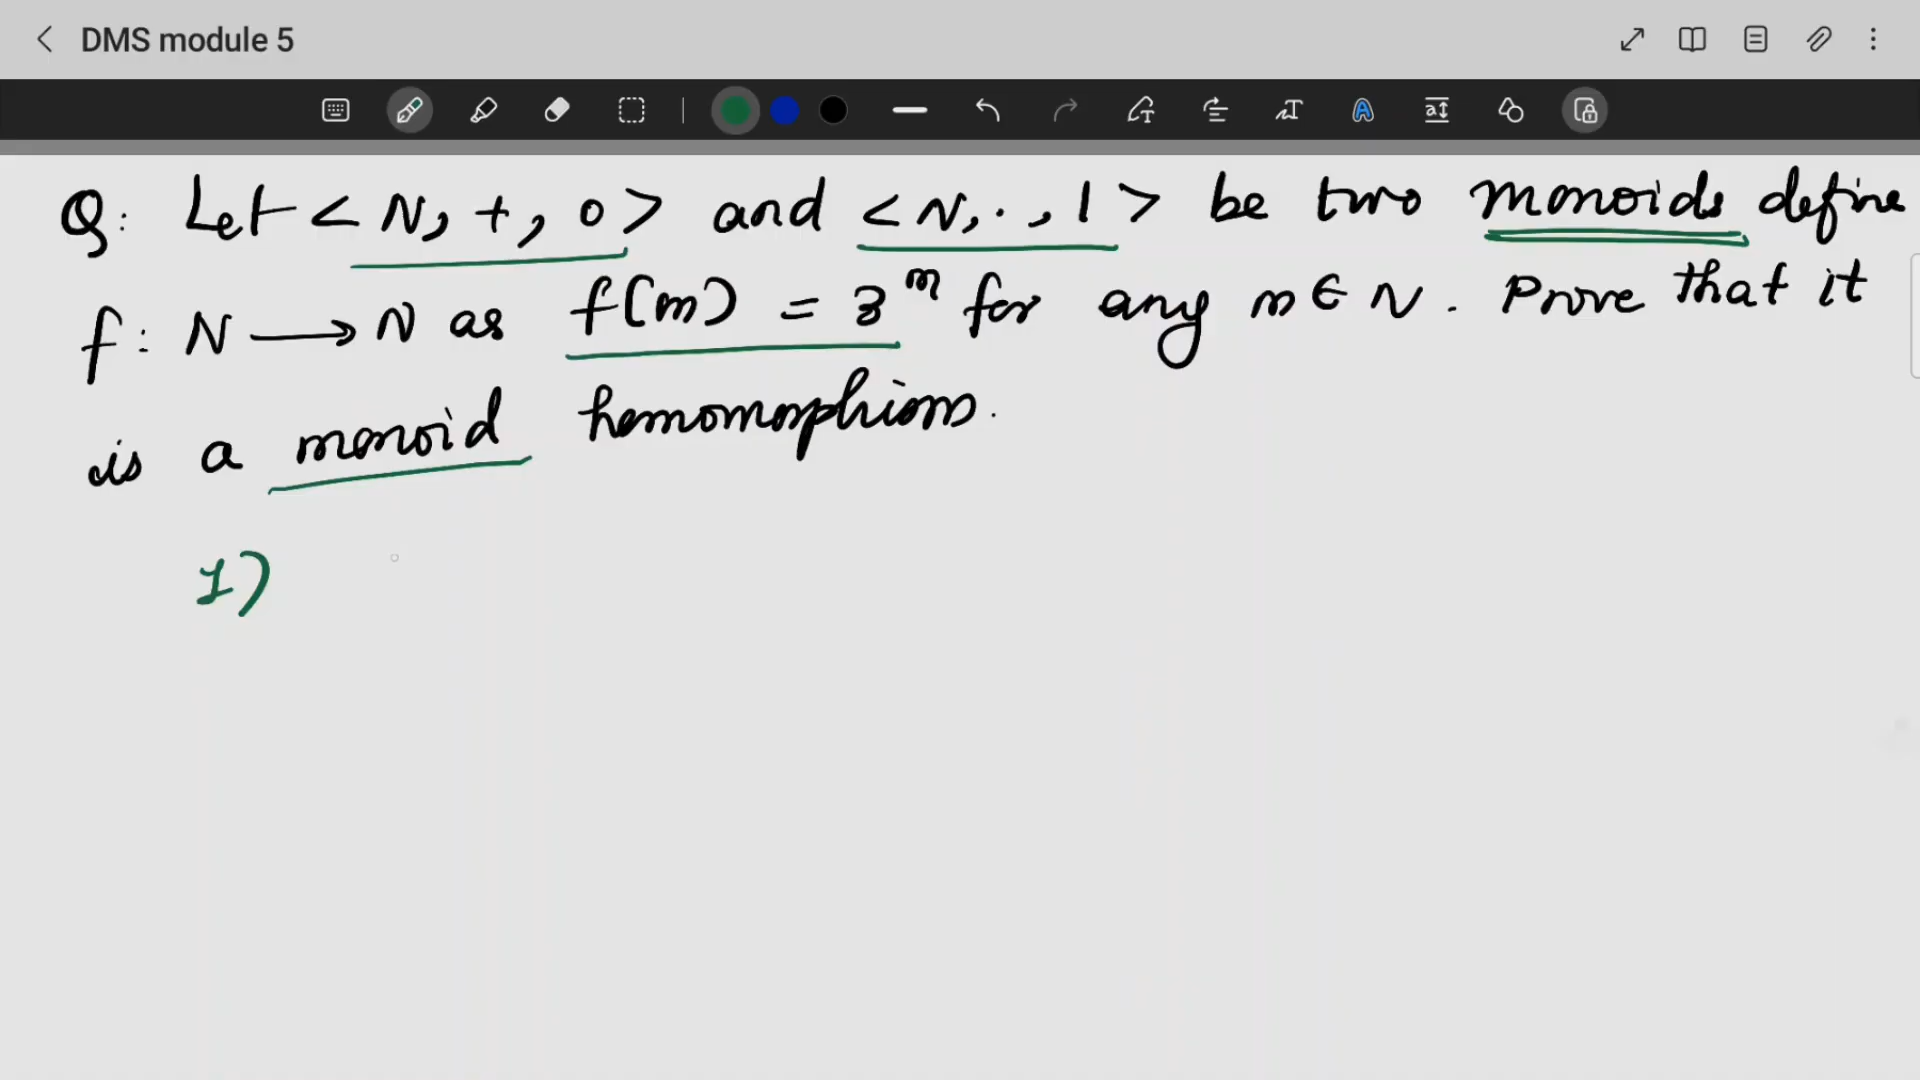 DMS module 5
Q: Let < N, +, 0 > and < N, ., 1 > be two monoids define
f: N → N as f(m) = 3^m for any m ∈ N. Prove that it
is a monoid homomorphism.
1)